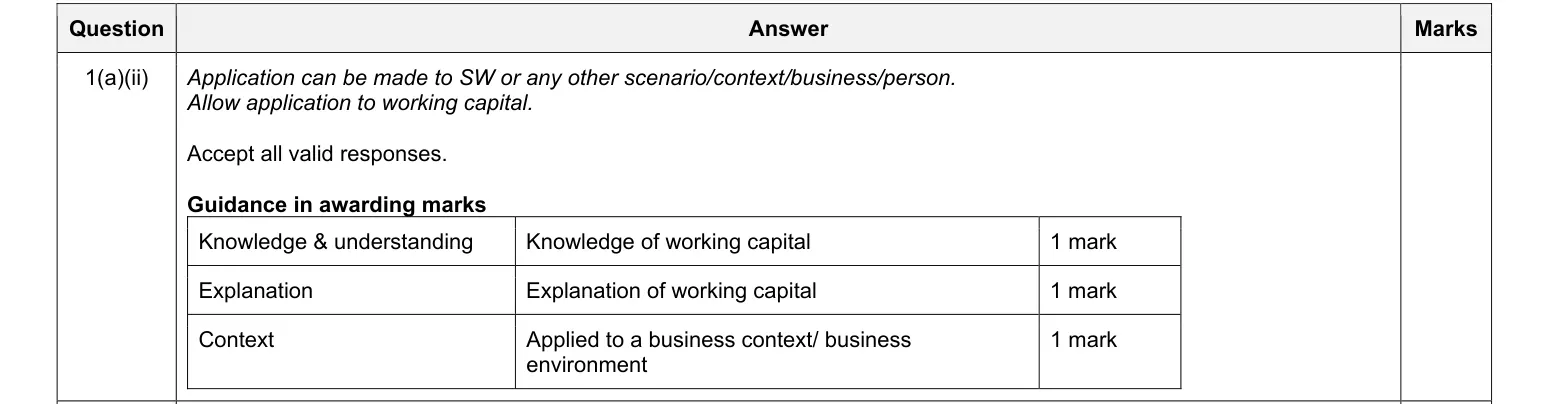 Question Answer Marks
1(a)(ii) Application can be made to SW or any other scenario/context/business/person.
Allow application to working capital.
Accept all valid responses.
Guidance in awarding marks
Knowledge & understanding Knowledge of working capital 1 mark
Explanation Explanation of working capital 1 mark
Context Applied to a business context/ business 1 mark
environment